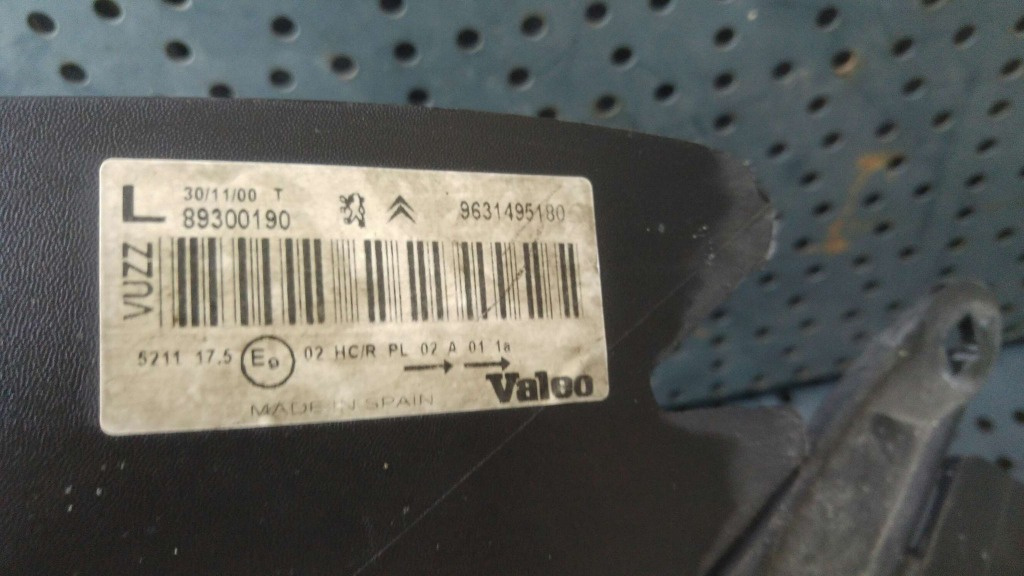 L 30/11/00 T
89300190 9631495180
VUZZ
5211 17.5 E9 02 HC/R PL 02 A 01 1a
Valeo
MADE IN SPAIN